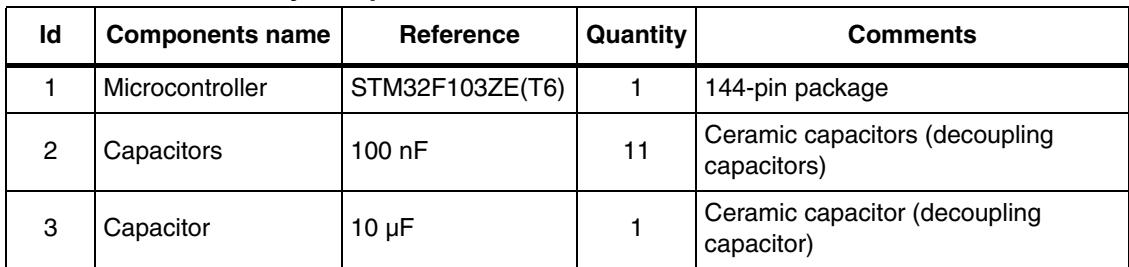 Id Components name Reference Quantity Comments
1 Microcontroller STM32F103ZE(T6) 1 144-pin package
2 Capacitors 100 nF 11 Ceramic capacitors (decoupling
capacitors)
3 Capacitor 10 µF 1 Ceramic capacitor (decoupling
capacitor)